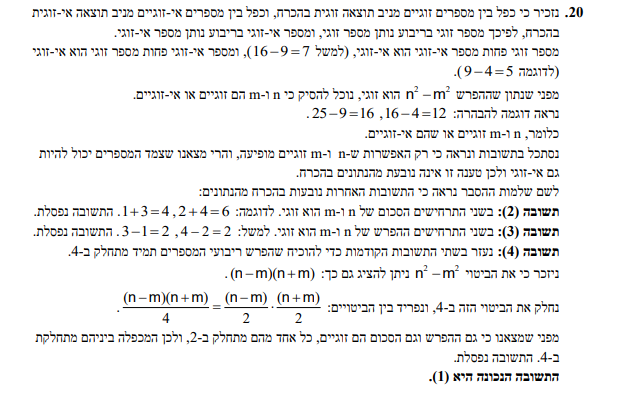 20. נזכיר כי כפל בין מספרים זוגיים מניב תוצאה זוגית בהכרח, וכפל בין מספרים אי-זוגיים מניב תוצאה אי-זוגית
בהכרח, לפיכך מספר זוגי בריבוע נותן מספר זוגי, ומספר אי-זוגי בריבוע נותן מספר אי-זוגי.
מספר זוגי פחות מספר אי-זוגי הוא אי-זוגי, (למשל 16−9=7), ומספר אי-זוגי פחות מספר זוגי הוא אי-זוגי
(לדוגמה 9−4=5).
מפני שנתון שההפרש n² − m² הוא זוגי, נוכל להסיק כי n ו-m הם זוגיים או אי-זוגיים.
נראה דוגמה להבהרה: 16−4=12, 25−9=16.
כלומר, n ו-m זוגיים או שהם אי-זוגיים.
נסתכל בתשובות ונראה כי רק האפשרות ש-n ו-m זוגיים מופיעה, והרי מצאנו שצמד המספרים יכול להיות
גם אי-זוגי ולכן טענה זו אינה נובעת מהנתונים בהכרח.
לשם שלמות ההסבר נראה כי התשובות האחרות נובעות בהכרח מהנתונים:
תשובה (2): בשני התרחישים הסכום של n ו-m הוא זוגי. לדוגמה: 2+4=6, 1+3=4. התשובה נפסלת.
תשובה (3): בשני התרחישים ההפרש של n ו-m הוא זוגי. למשל: 4−2=2, 3−1=2. התשובה נפסלת.
תשובה (4): נעזר בשתי התשובות הקודמות כדי להוכיח שהפרש ריבועי המספרים תמיד מתחלק ב-4.
ניזכר כי את הביטוי n² − m² ניתן להציג גם כך: (n−m)(n+m).
נחלק את הביטוי הזה ב-4, ונפריד בין הביטויים: (n−m)(n+m)/4 = (n−m)/2 · (n+m)/2.
מפני שמצאנו כי גם ההפרש וגם הסכום הם זוגיים, כל אחד מהם מתחלק ב-2, ולכן המכפלה ביניהם מתחלקת
ב-4. התשובה נפסלת.
התשובה הנכונה היא (1).